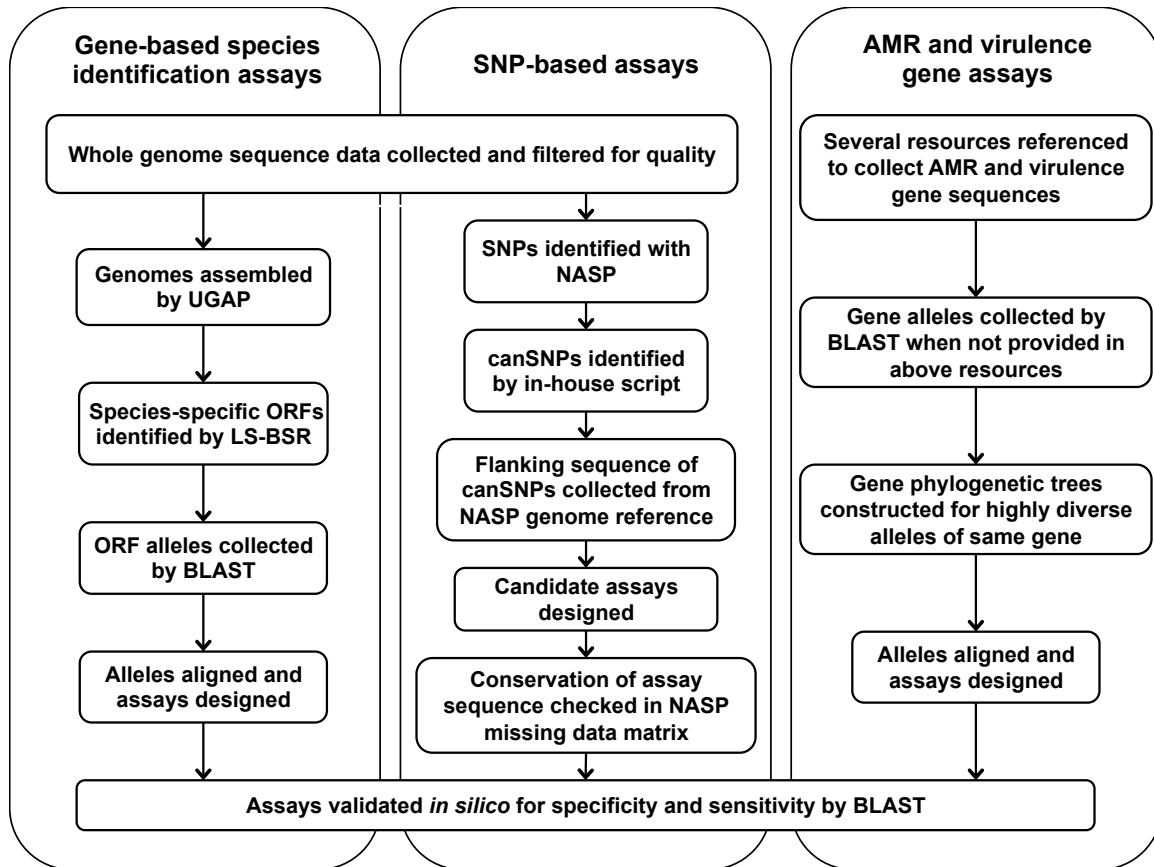 Gene-based species
identification assays
SNP-based assays
AMR and virulence
gene assays
Whole genome sequence data collected and filtered for quality
Genomes assembled
by UGAP
Species-specific ORFs
identified by LS-BSR
ORF alleles collected
by BLAST
Alleles aligned and
assays designed
SNPs identified with
NASP
canSNPs identified
by in-house script
Flanking sequence of
canSNPs collected from
NASP genome reference
Candidate assays
designed
Conservation of assay
sequence checked in NASP
missing data matrix
Several resources referenced
to collect AMR and virulence
gene sequences
Gene alleles collected by
BLAST when not provided in
above resources
Gene phylogenetic trees
constructed for highly diverse
alleles of same gene
Alleles aligned and
assays designed
Assays validated in silico for specificity and sensitivity by BLAST